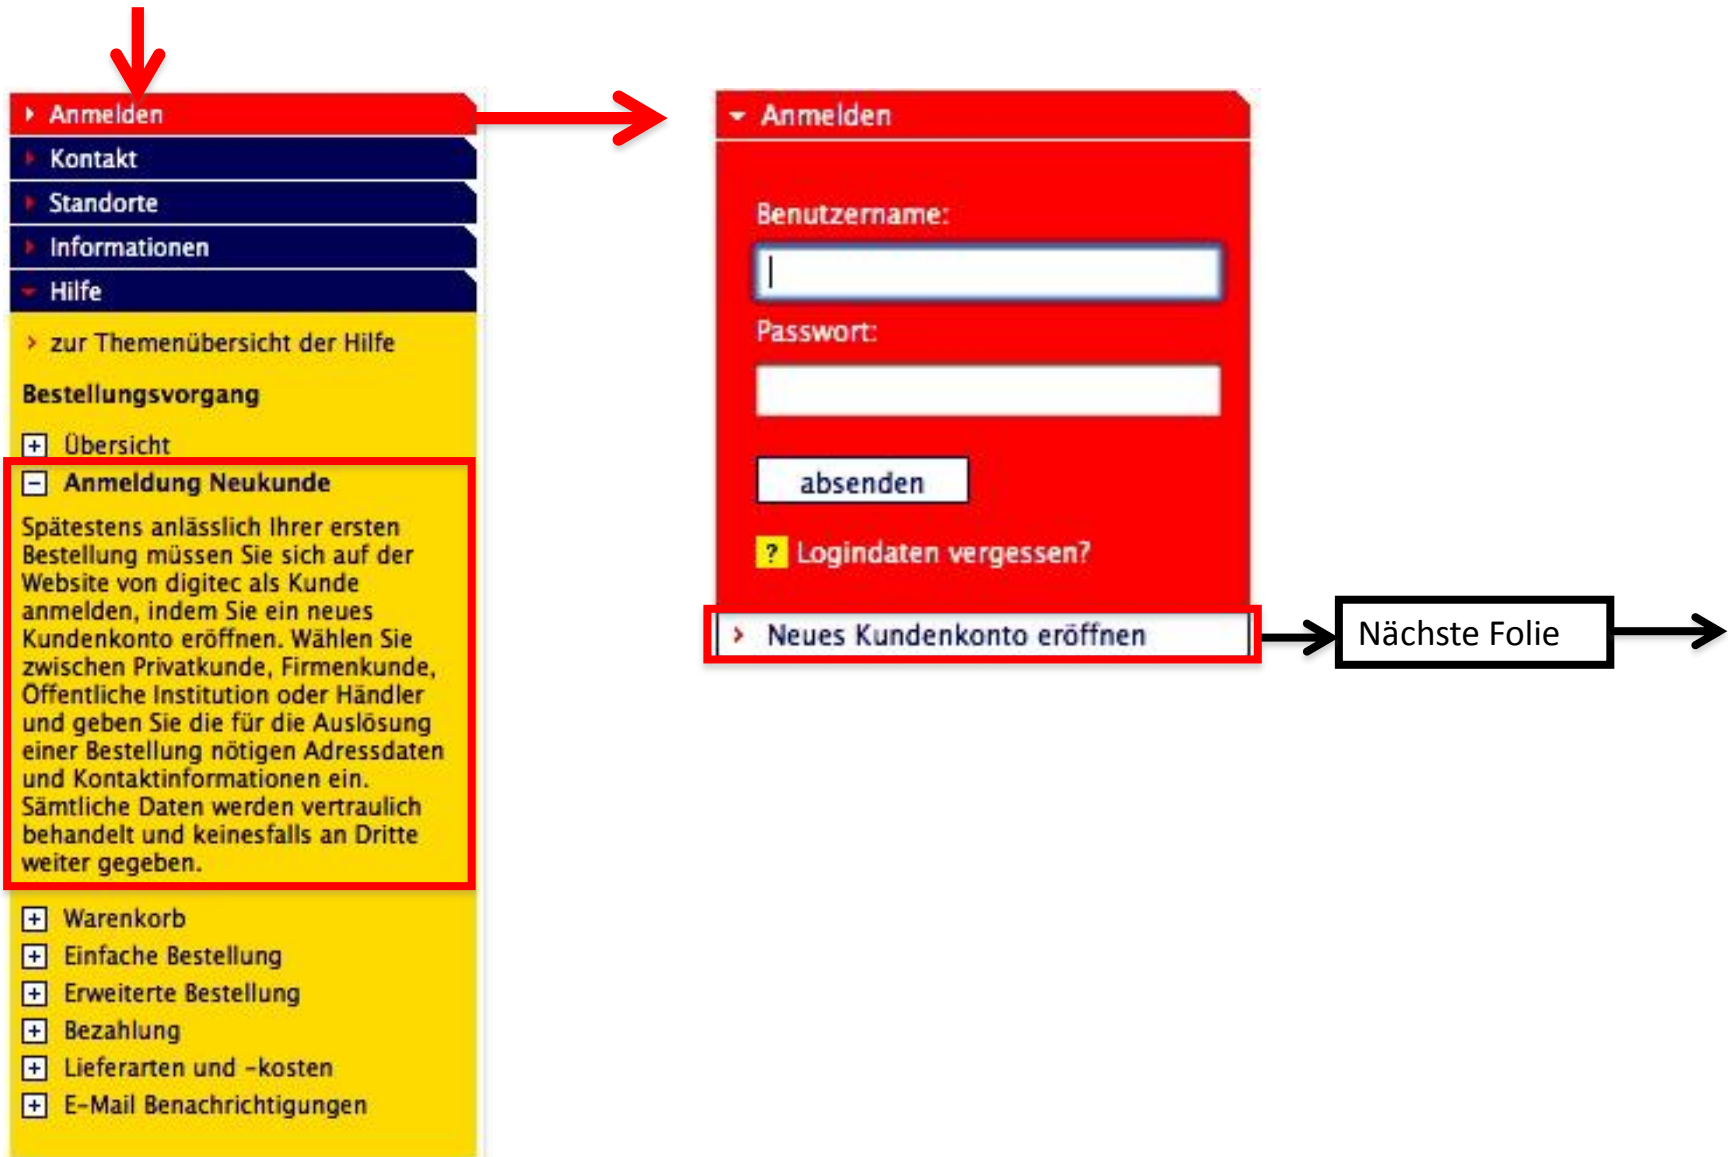 Anmelden
Kontakt
Standorte
Informationen
Hilfe
zur Themenübersicht der Hilfe
Bestellungsvorgang
Übersicht
Anmeldung Neukunde
Spätestens anlässlich Ihrer ersten
Bestellung müssen Sie sich auf der
Website von digitec als Kunde
anmelden, indem Sie ein neues
Kundenkonto eröffnen. Wählen Sie
zwischen Privatkunde, Firmenkunde,
Öffentliche Institution oder Händler
und geben Sie die für die Auslösung
einer Bestellung nötigen Adressdaten
und Kontaktinformationen ein.
Sämtliche Daten werden vertraulich
behandelt und keinesfalls an Dritte
weiter gegeben.
Warenkorb
Einfache Bestellung
Erweiterte Bestellung
Bezahlung
Lieferarten und -kosten
E-Mail Benachrichtigungen
Anmelden
Benutzername:
Passwort:
absenden
? Logindaten vergessen?
Neues Kundenkonto eröffnen
Nächste Folie